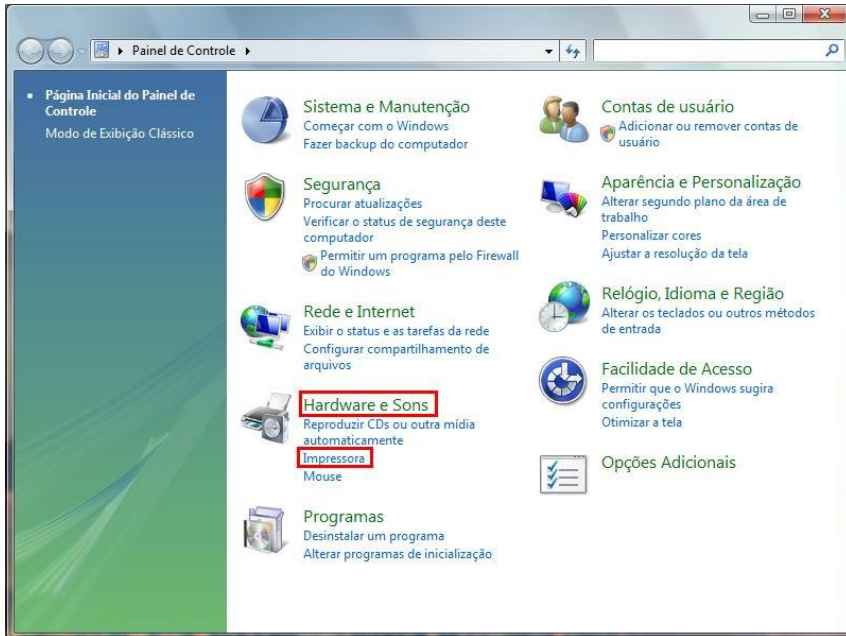 Painel de Controle
Página Inicial do Painel de
Controle
Modo de Exibição Clássico
Sistema e Manutenção
Começar com o Windows
Fazer backup do computador
Segurança
Procurar atualizações
Verificar o status de segurança deste
computador
Permitir um programa pelo Firewall
do Windows
Rede e Internet
Exibir o status e as tarefas da rede
Configurar compartilhamento de
arquivos
Hardware e Sons
Reproduzir CDs ou outra mídia
automaticamente
Impressora
Mouse
Programas
Desinstalar um programa
Alterar programas de inicialização
Contas de usuário
Adicionar ou remover contas de
usuário
Aparência e Personalização
Alterar segundo plano da área de
trabalho
Personalizar cores
Ajustar a resolução da tela
Relógio, Idioma e Região
Alterar os teclados ou outros métodos
de entrada
Facilidade de Acesso
Permitir que o Windows sugira
configurações
Otimizar a tela
Opções Adicionais